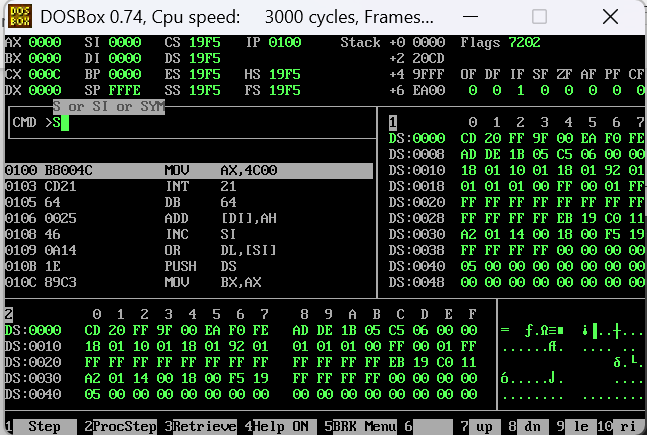 DOSBox 0.74, Cpu speed: 3000 cycles, Frames...
AX 0000 SI 0000 CS 19F5 IP 0100 Stack +0 0000 Flags 7202
BX 0000 DI 0000 DS 19F5 +2 20CD
CX 000C BP 0000 ES 19F5 HS 19F5 +4 9FFF OF DF IF SF ZF AF PF CF
DX 0000 SP FFFE SS 19F5 FS 19F5 +6 EA00 0 0 1 0 0 0 0 0
S or SI or SYM
CMD >S
1 0 1 2 3 4 5 6 7
DS:0000 CD 20 FF 9F 00 EA F0 FE
DS:0008 AD DE 1B 05 C5 06 00 00
DS:0010 18 01 10 01 18 01 92 01
DS:0018 01 01 01 00 FF 00 01 FF
DS:0020 FF FF FF FF FF FF FF FF
DS:0028 FF FF FF FF EB 19 C0 11
DS:0030 A2 01 14 00 18 00 F5 19
DS:0038 FF FF FF FF 00 00 00 00
DS:0040 05 00 00 00 00 00 00 00
DS:0048 00 00 00 00 00 00 00 00
0100 B8004C MOV AX,4C00
0103 CD21 INT 21
0105 64 DB 64
0106 0025 ADD [DI],AH
0108 46 INC SI
0109 0A14 OR DL,[SI]
010B 1E PUSH DS
010C 89C3 MOV BX,AX
2 0 1 2 3 4 5 6 7 8 9 A B C D E F
DS:0000 CD 20 FF 9F 00 EA F0 FE AD DE 1B 05 C5 06 00 00
DS:0010 18 01 10 01 18 01 92 01 01 01 01 00 FF 00 01 FF
DS:0020 FF FF FF FF FF FF FF FF FF FF FF FF EB 19 C0 11
DS:0030 A2 01 14 00 18 00 F5 19 FF FF FF FF 00 00 00 00
DS:0040 05 00 00 00 00 00 00 00 00 00 00 00 00 00 00 00
1 Step 2ProcStep 3Retrieve 4Help ON 5BRK Menu 6 7 up 8 dn 9 le 10 ri